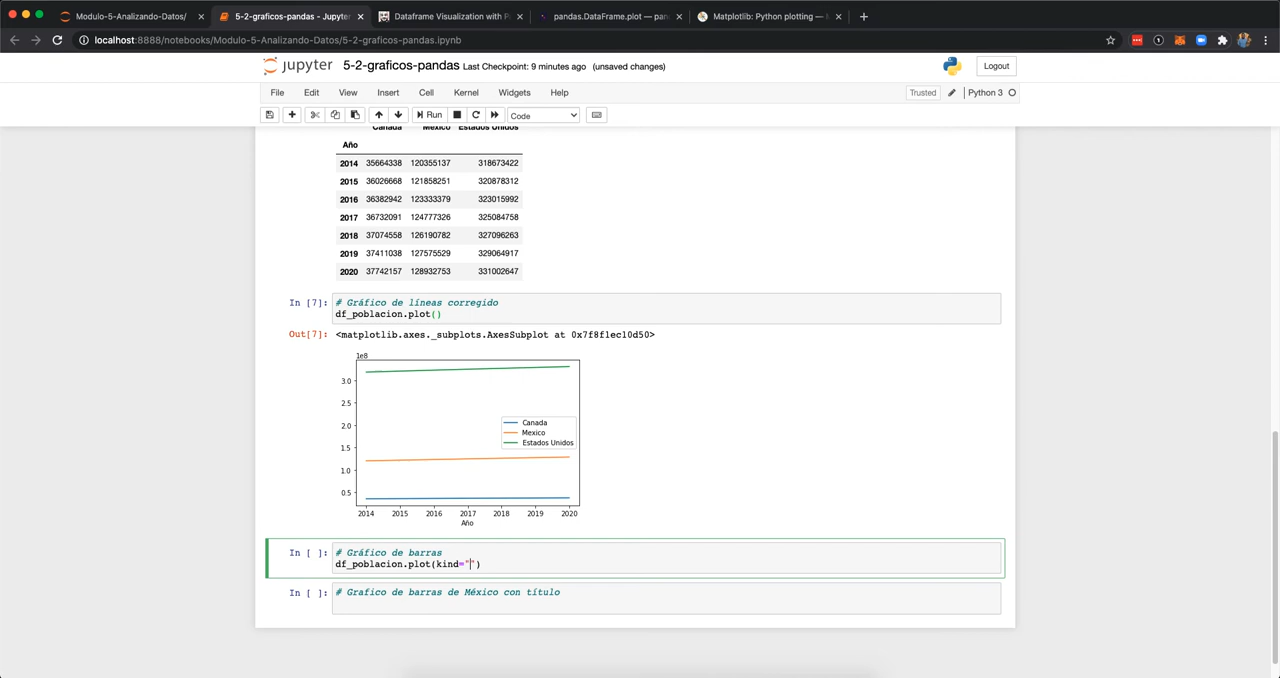 Modulo-5-Analizando-Datos/
5-2-graficos-pandas - Jupyter
Dataframe Visualization with P
pandas.DataFrame.plot — pan
Matplotlib: Python plotting — M
localhost:8888/notebooks/Modulo-5-Analizando-Datos/5-2-graficos-pandas.ipynb
jupyter 5-2-graficos-pandas Last Checkpoint: 9 minutes ago (unsaved changes)
Logout
File Edit View Insert Cell Kernel Widgets Help
Trusted Python 3
Run Code
Canada Mexico Estados Unidos
Año
2014 35664338 120355137 318673422
2015 36026668 121858251 320878312
2016 36382942 123333379 323015992
2017 36732091 124777326 325084758
2018 37074558 126190782 327096263
2019 37411038 127575529 329064917
2020 37742157 128932753 331002647
In [7]: # Gráfico de líneas corregido
df_poblacion.plot()
Out[7]: <matplotlib.axes._subplots.AxesSubplot at 0x7f8f1ec10d50>
1e8
3.0
2.5
2.0
1.5
1.0
0.5
Canada
Mexico
Estados Unidos
2014 2015 2016 2017 2018 2019 2020
Año
In [ ]: # Gráfico de barras
df_poblacion.plot(kind="")
In [ ]: # Grafico de barras de México con título